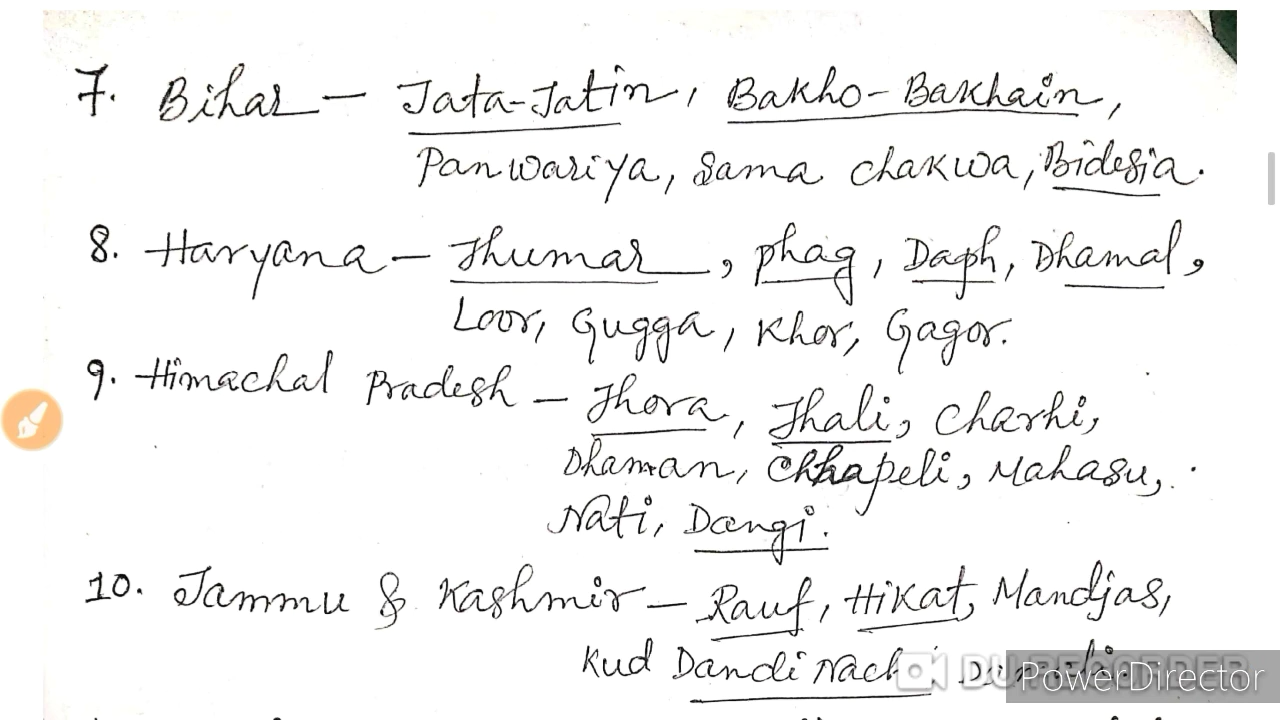 7. Bihar — Jata-Jatin, Bakho-Bakhain,
Panwariya, Sama chakwa, Bidesia.
8. Haryana — Jhumar, Phag, Daph, Dhamal,
Loor, Gugga, Khor, Gagor.
9. Himachal Pradesh — Jhora, Jhali, Charhi,
Dhaman, Chhapeli, Mahasu,
Nati, Dangi.
10. Jammu & Kashmir — Rauf, Hikat, Mandjas,
Kud Dandi Nach,
DU RECORDER
PowerDirector